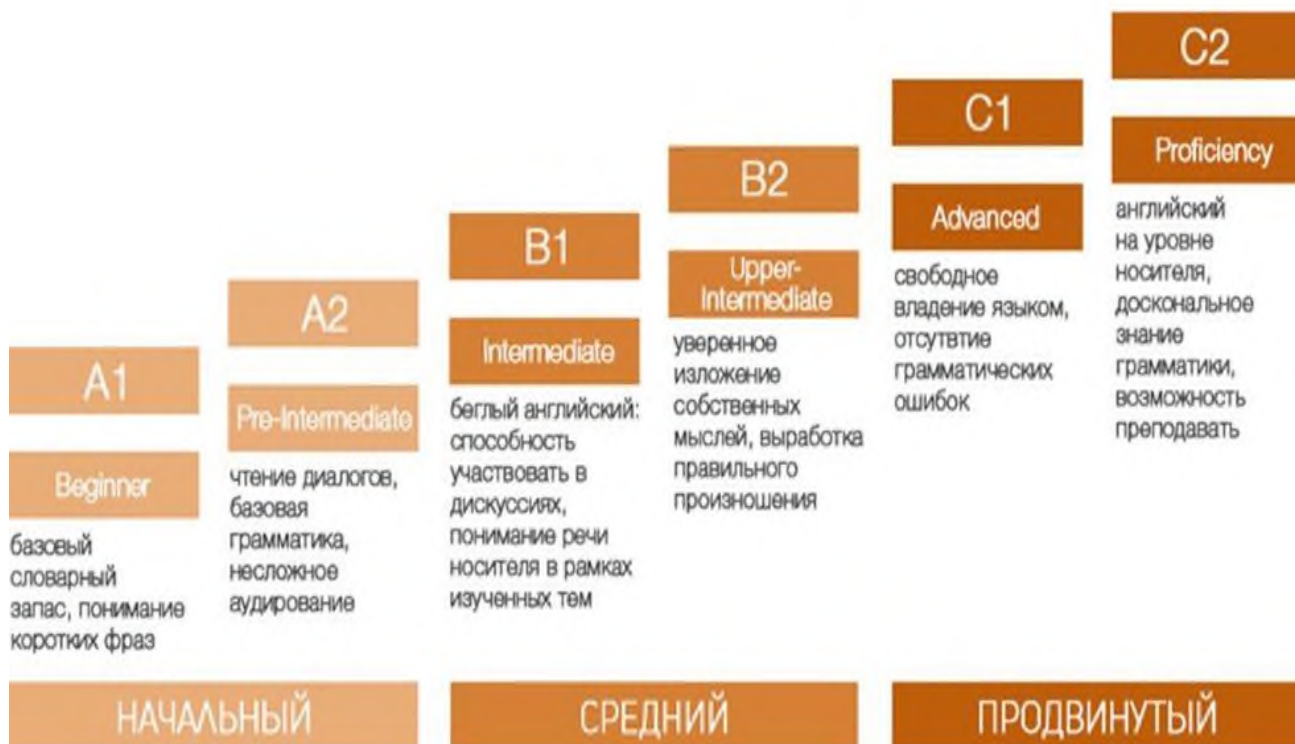 A1
Beginner
базовый
словарный
запас, понимание
коротких фраз
A2
Pre-Intermediate
чтение диалогов,
базовая
грамматика,
несложное
аудирование
НАЧАЛЬНЫЙ
B1
Intermediate
беглый английский:
способность
участвовать в
дискуссиях,
понимание речи
носителя в рамках
изученных тем
B2
Upper-
Intermediate
уверенное
изложение
собственных
мыслей, выработка
правильного
произношения
СРЕДНИЙ
C1
Advanced
свободное
владение языком,
отсутвтие
грамматических
ошибок
C2
Proficiency
английский
на уровне
носителя,
доскональное
знание
грамматики,
возможность
преподавать
ПРОДВИНУТЫЙ